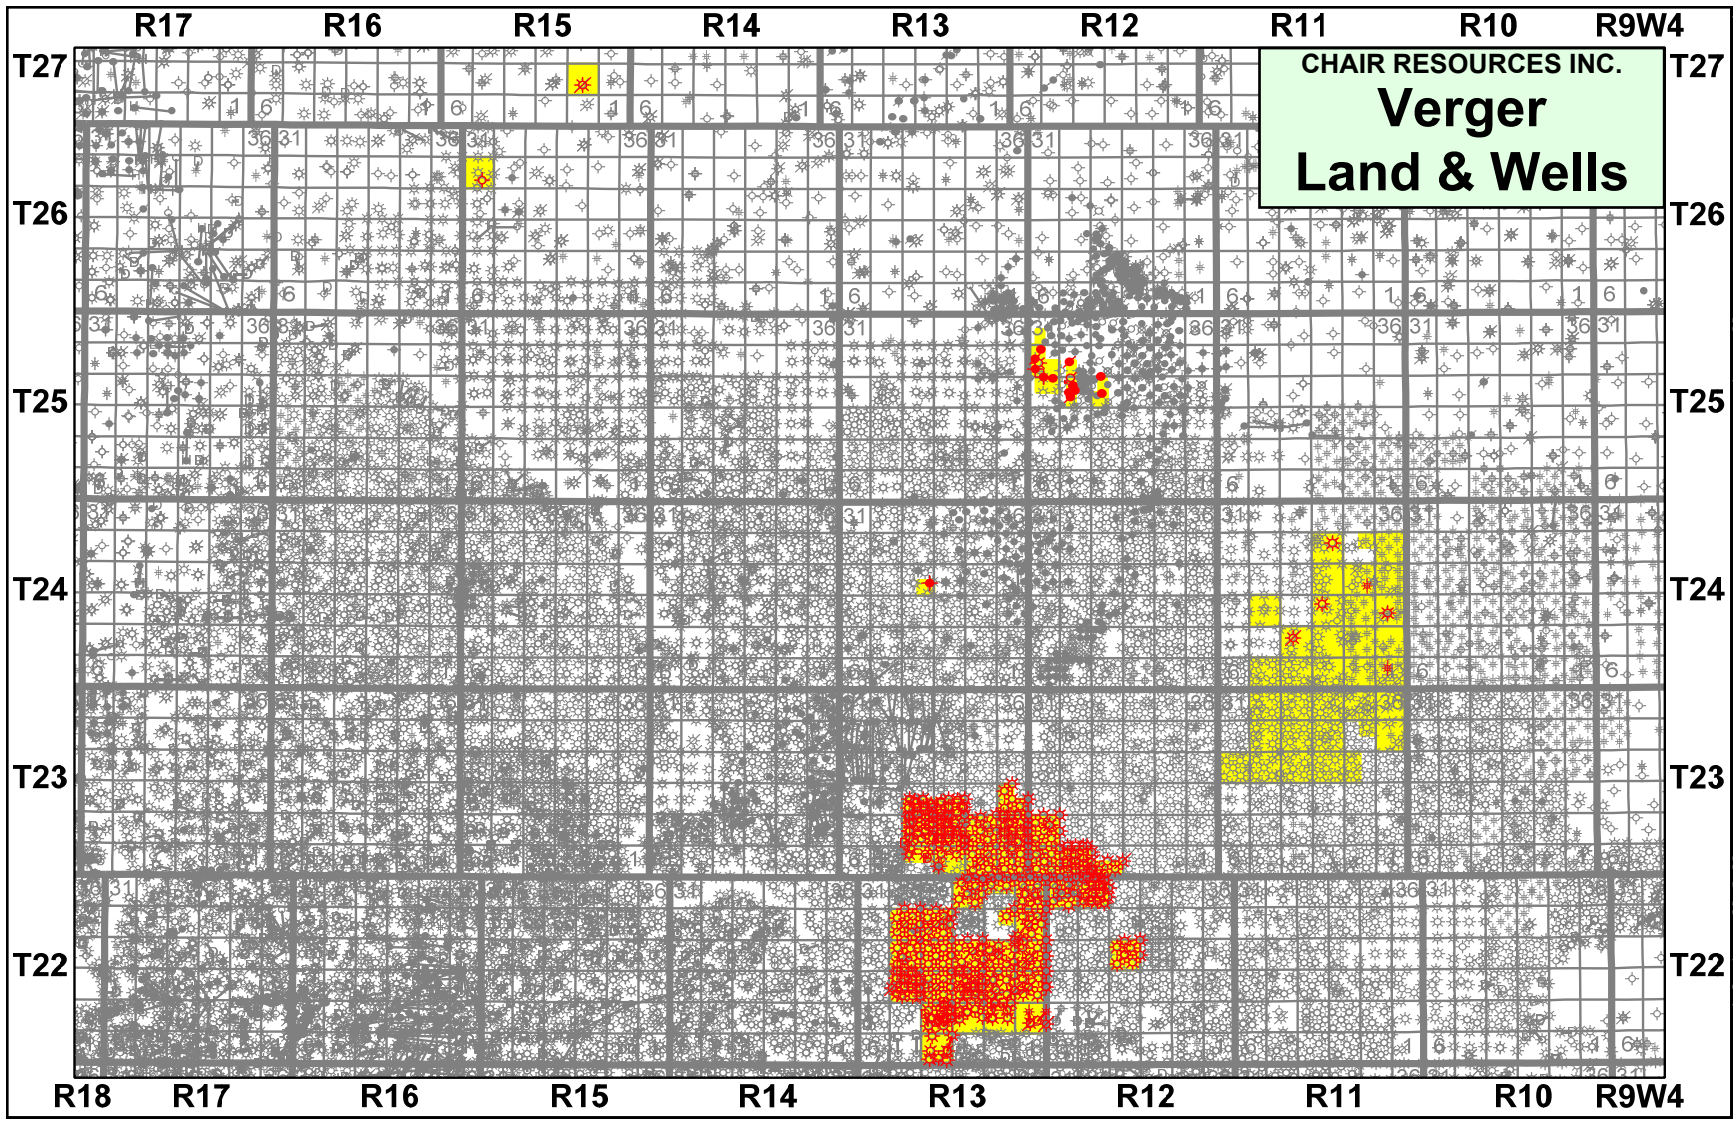 R17 R16 R15 R14 R13 R12 R11 R10 R9W4
CHAIR RESOURCES INC.
Verger
Land & Wells
T27 T27
T26 T26
T25 T25
T24 T24
T23 T23
T22 T22
R18 R17 R16 R15 R14 R13 R12 R11 R10 R9W4